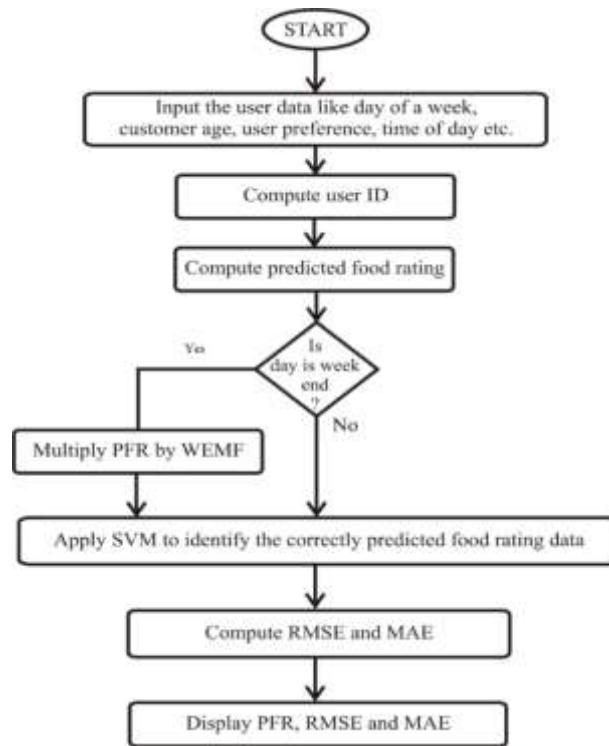 START
Input the user data like day of a week,
customer age, user preference, time of day etc.
Compute user ID
Compute predicted food rating
Is
day is week
end
?
Yes
No
Multiply PFR by WEMF
Apply SVM to identify the correctly predicted food rating data
Compute RMSE and MAE
Display PFR, RMSE and MAE